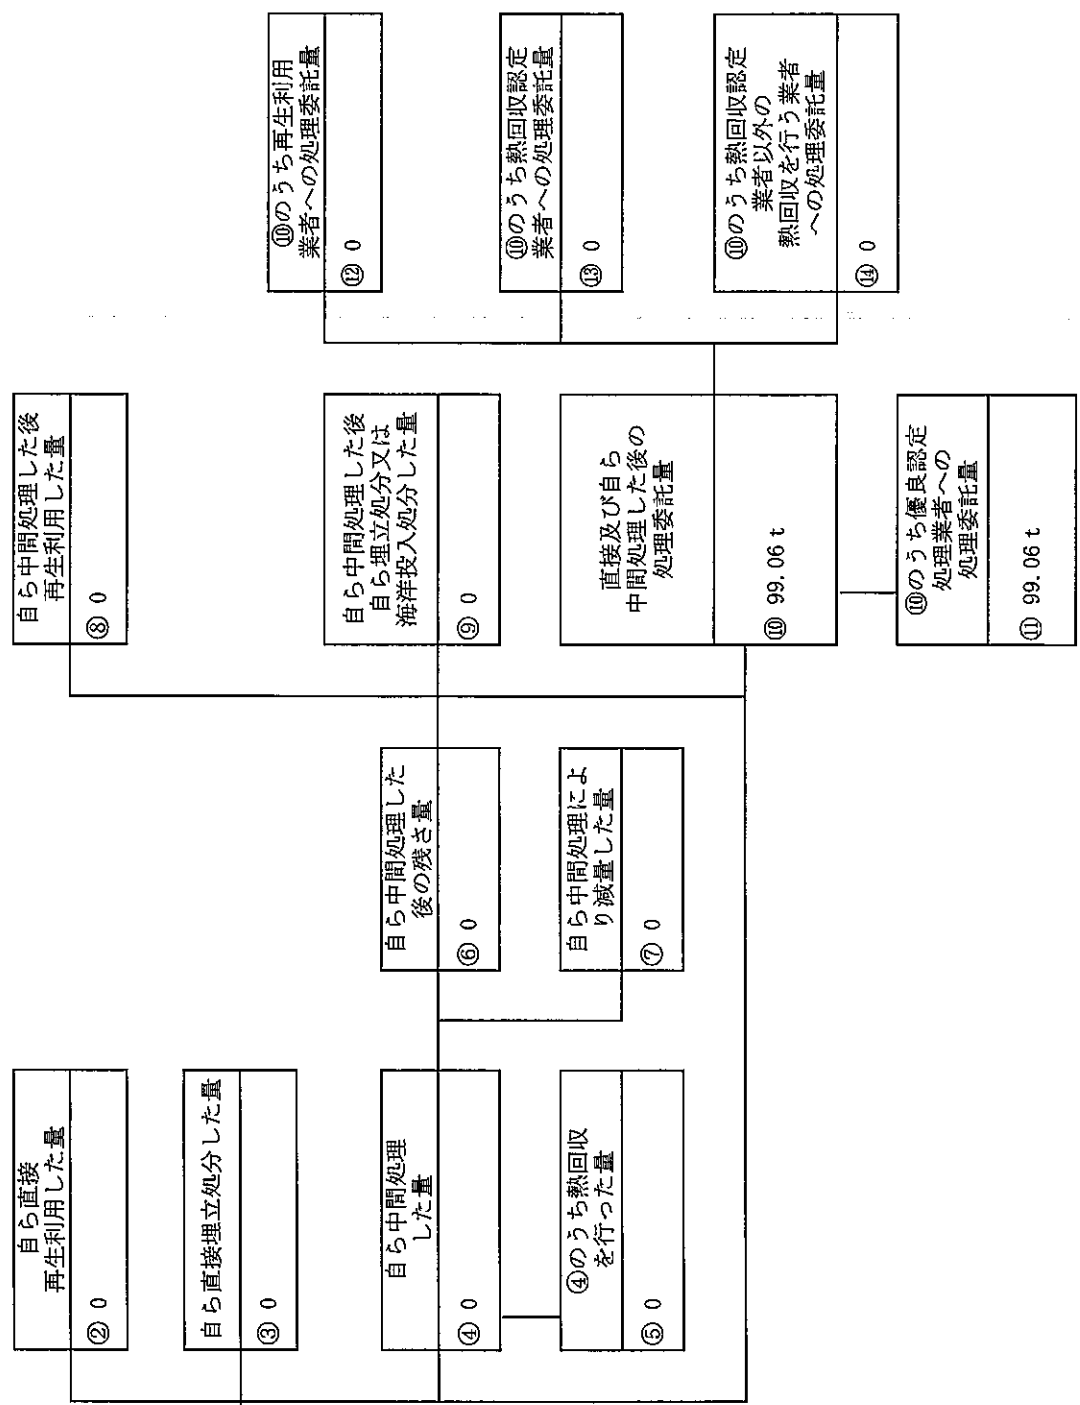 自ら直接
再生利用した量
② 0
自ら直接埋立処分した量
③ 0
自ら中間処理
した量
④ 0
④のうち熱回収
を行った量
⑤ 0
自ら中間処理した
後の残さ量
⑥ 0
自ら中間処理によ
り減量した量
⑦ 0
自ら中間処理した後
再生利用した量
⑧ 0
自ら中間処理した後
自ら埋立処分又は
海洋投入処分した量
⑨ 0
直接及び自ら
中間処理した後の
処理委託量
⑩ 99.06 t
⑩のうち優良認定
処理業者への
処理委託量
⑪ 99.06 t
⑩のうち再生利用
業者への処理委託量
⑫ 0
⑩のうち熱回収認定
業者への処理委託量
⑬ 0
⑩のうち熱回収認定
業者以外の
熱回収を行う業者
への処理委託量
⑭ 0